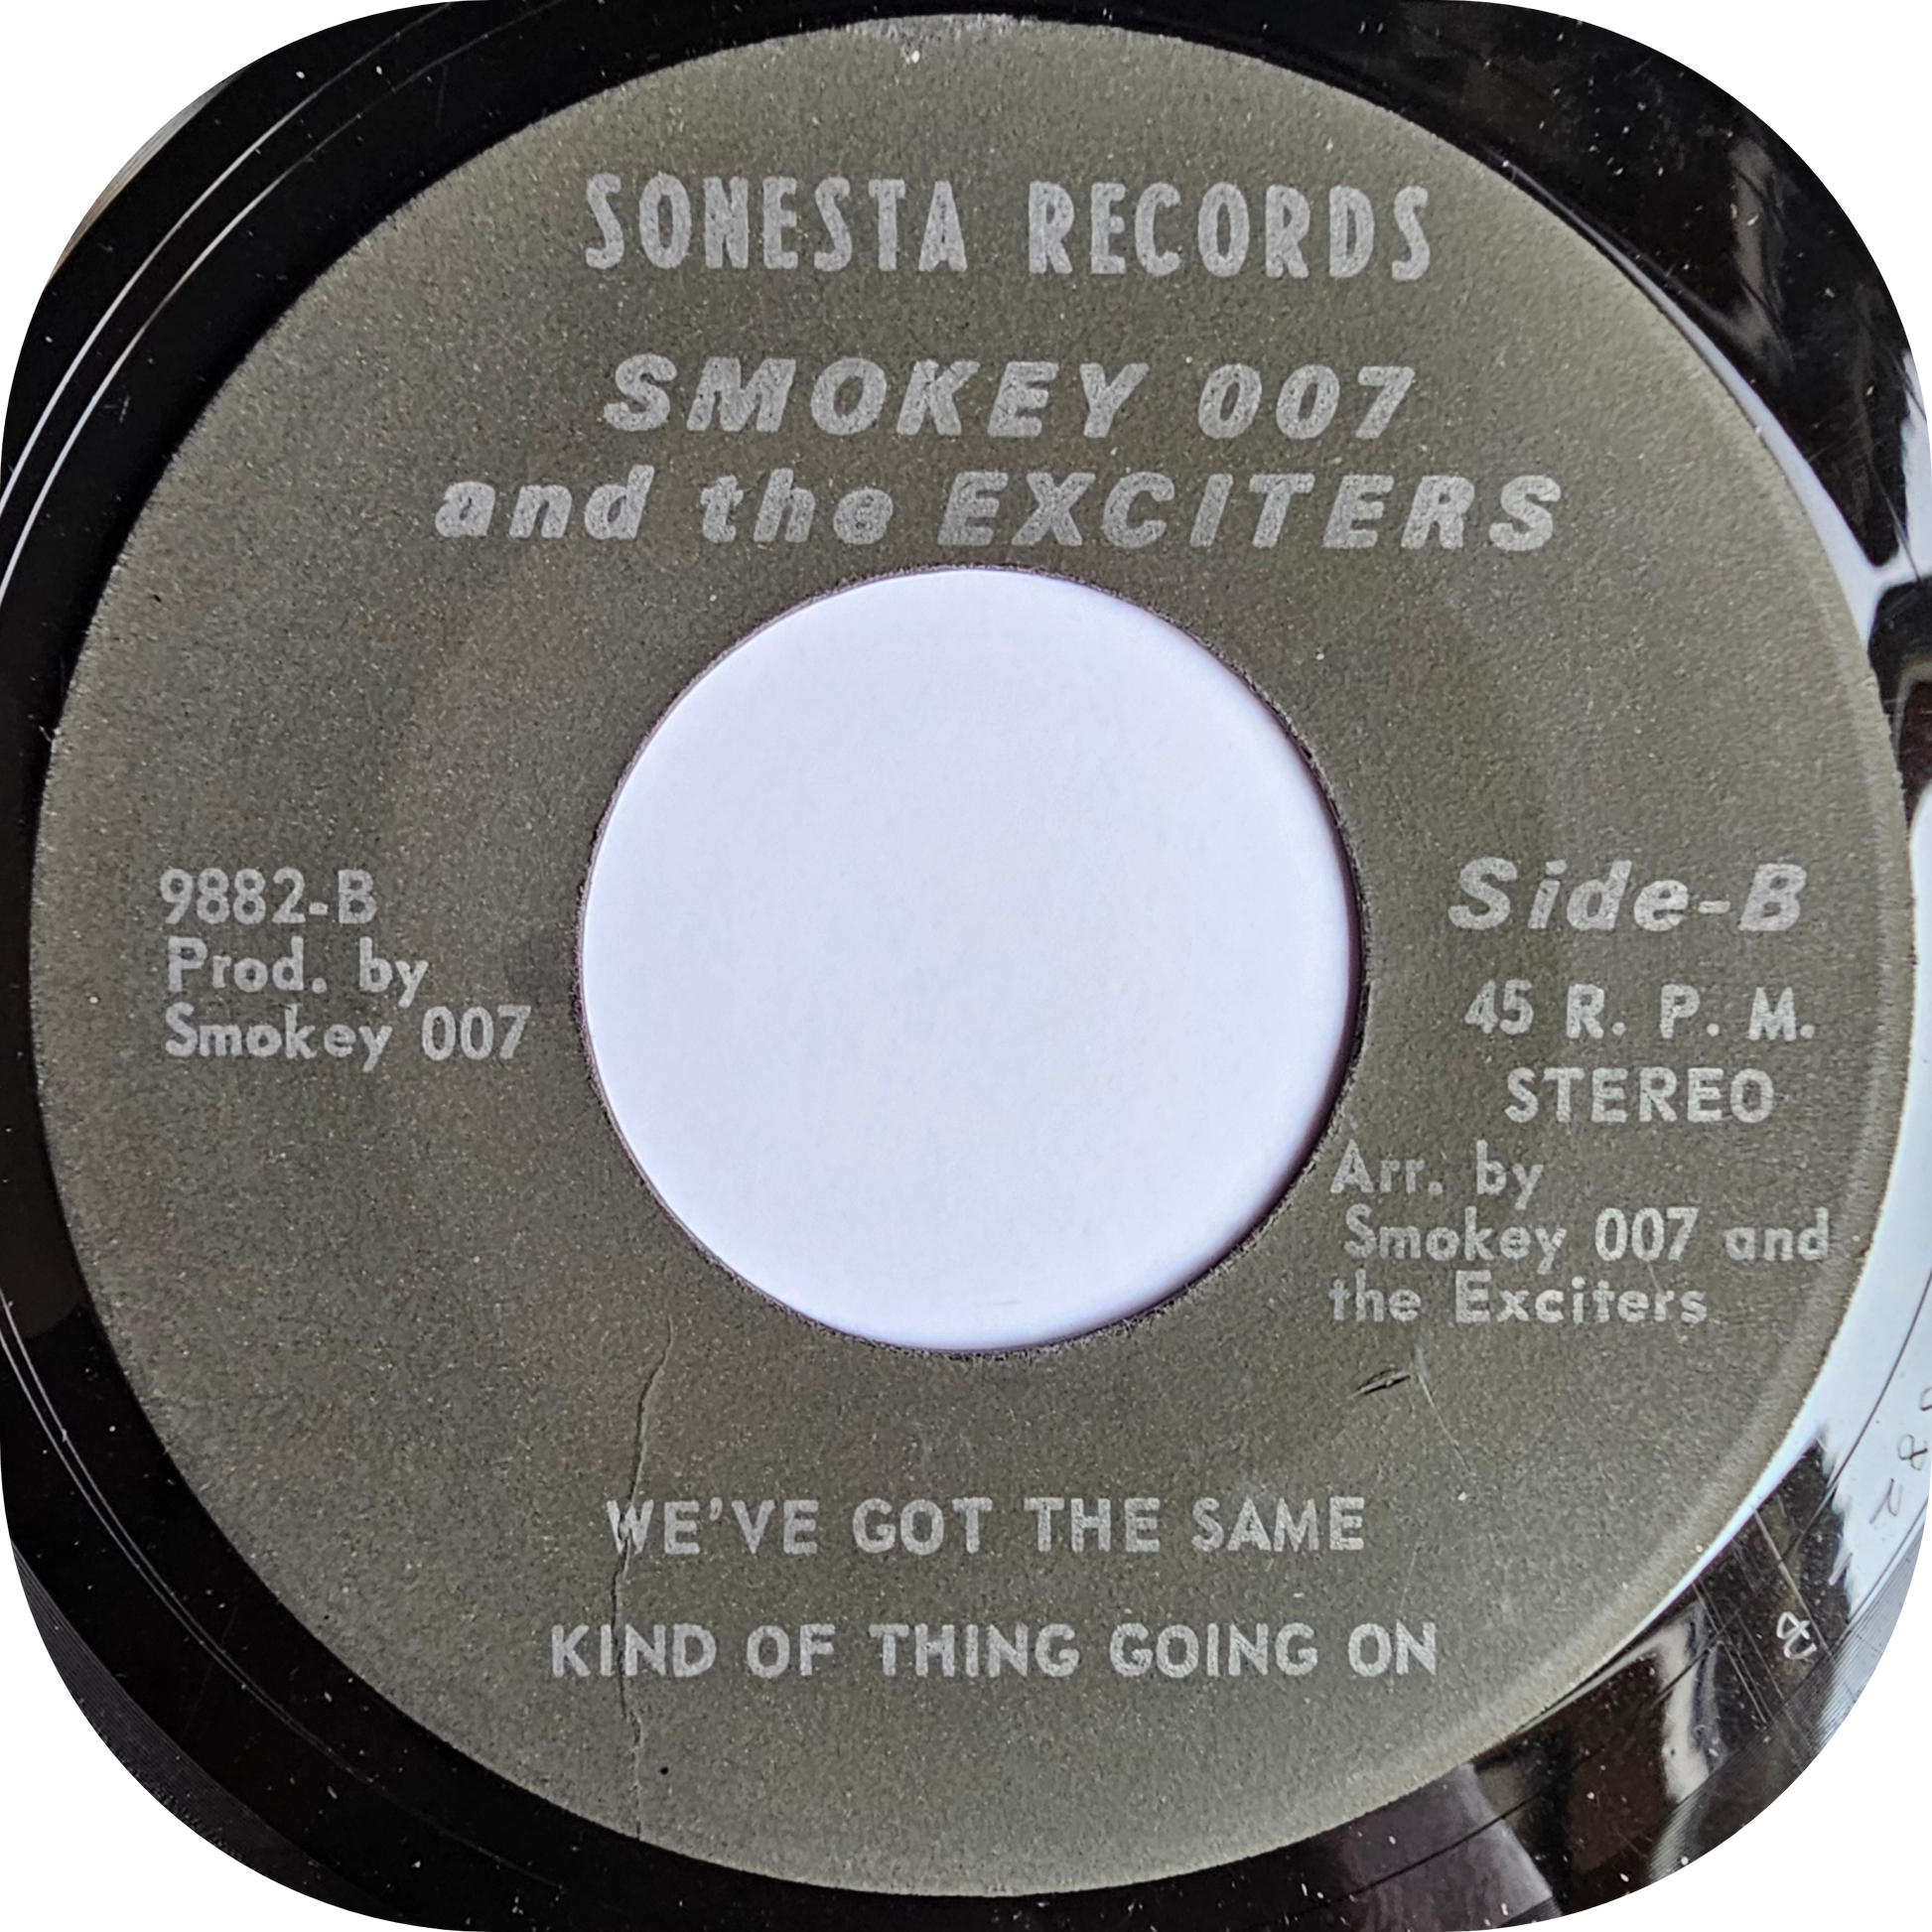 SONESTA RECORDS
SMOKEY 007
and the EXCITERS
9882-B
Prod. by
Smokey 007
Side-B
45 R. P. M.
STEREO
Arr. by
Smokey 007 and
the Exciters
WE'VE GOT THE SAME
KIND OF THING GOING ON